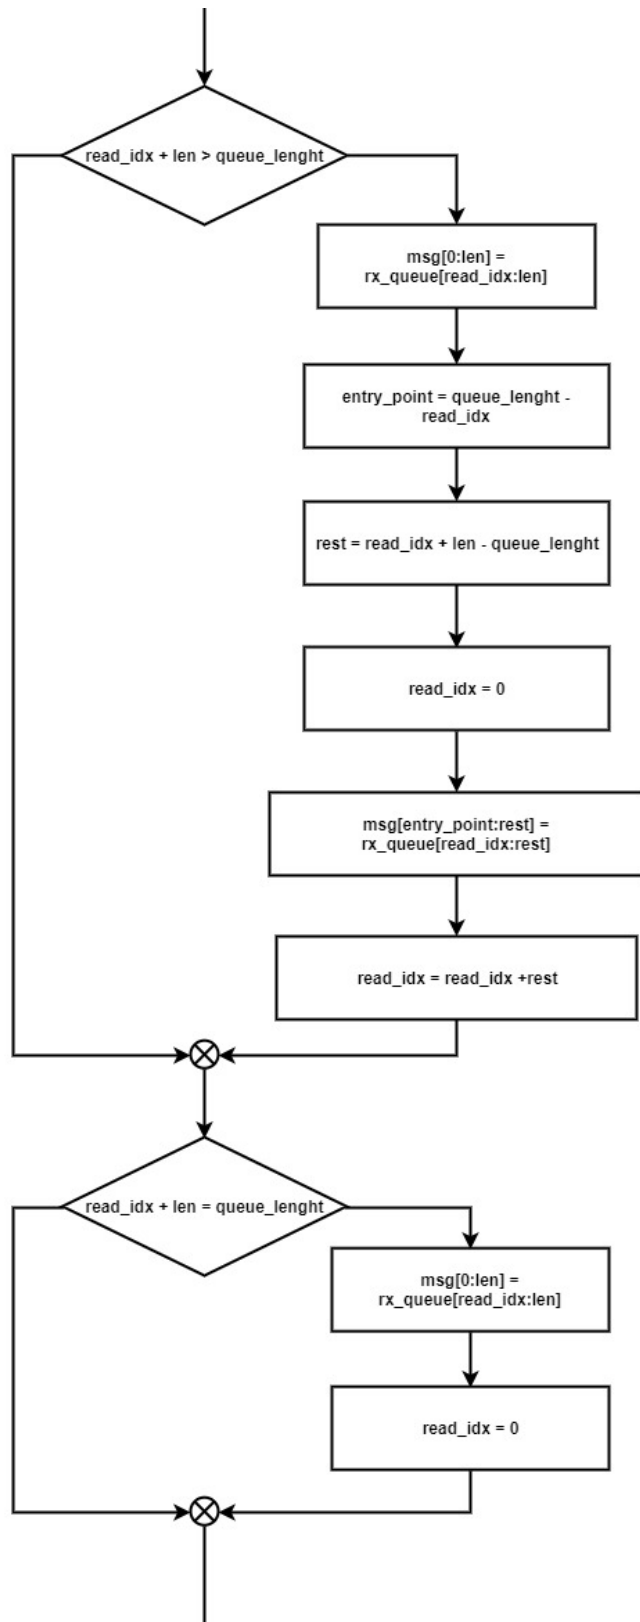 read_idx + len > queue_lenght
msg[0:len] =
rx_queue[read_idx:len]
entry_point = queue_lenght -
read_idx
rest = read_idx + len - queue_lenght
read_idx = 0
msg[entry_point:rest] =
rx_queue[read_idx:rest]
read_idx = read_idx +rest
read_idx + len = queue_lenght
msg[0:len] =
rx_queue[read_idx:len]
read_idx = 0